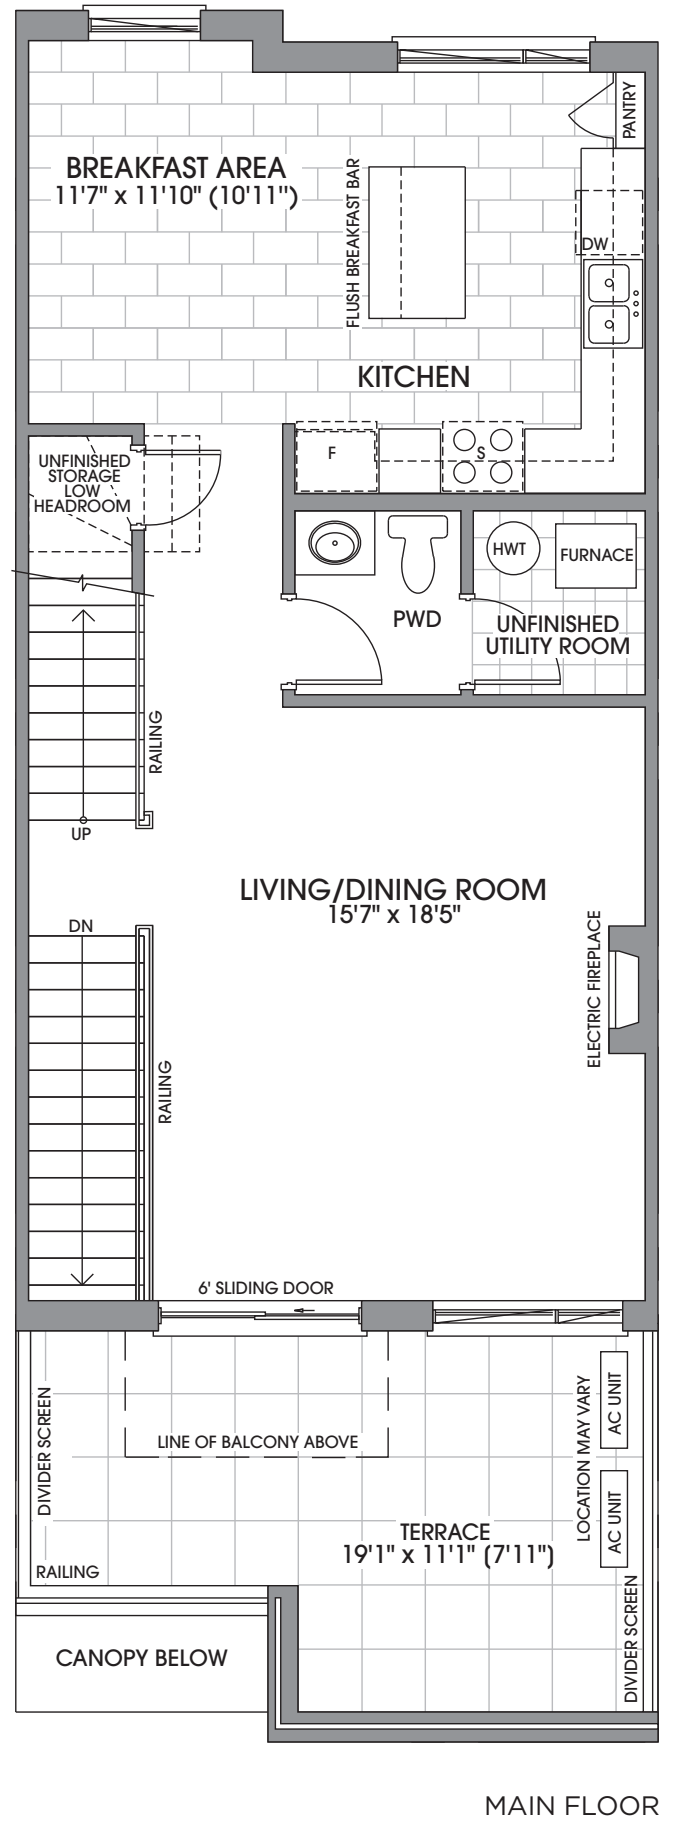 PANTRY
BREAKFAST AREA
11'7" x 11'10" (10'11")
FLUSH BREAKFAST BAR
DW
KITCHEN
F
S
UNFINISHED
STORAGE
LOW
HEADROOM
HWT
FURNACE
PWD
UNFINISHED
UTILITY ROOM
RAILING
UP
LIVING/DINING ROOM
15'7" x 18'5"
DN
ELECTRIC FIREPLACE
RAILING
6' SLIDING DOOR
DIVIDER SCREEN
LINE OF BALCONY ABOVE
LOCATION MAY VARY
AC UNIT
AC UNIT
TERRACE
19'1" x 11'1" (7'11")
RAILING
DIVIDER SCREEN
CANOPY BELOW
MAIN FLOOR